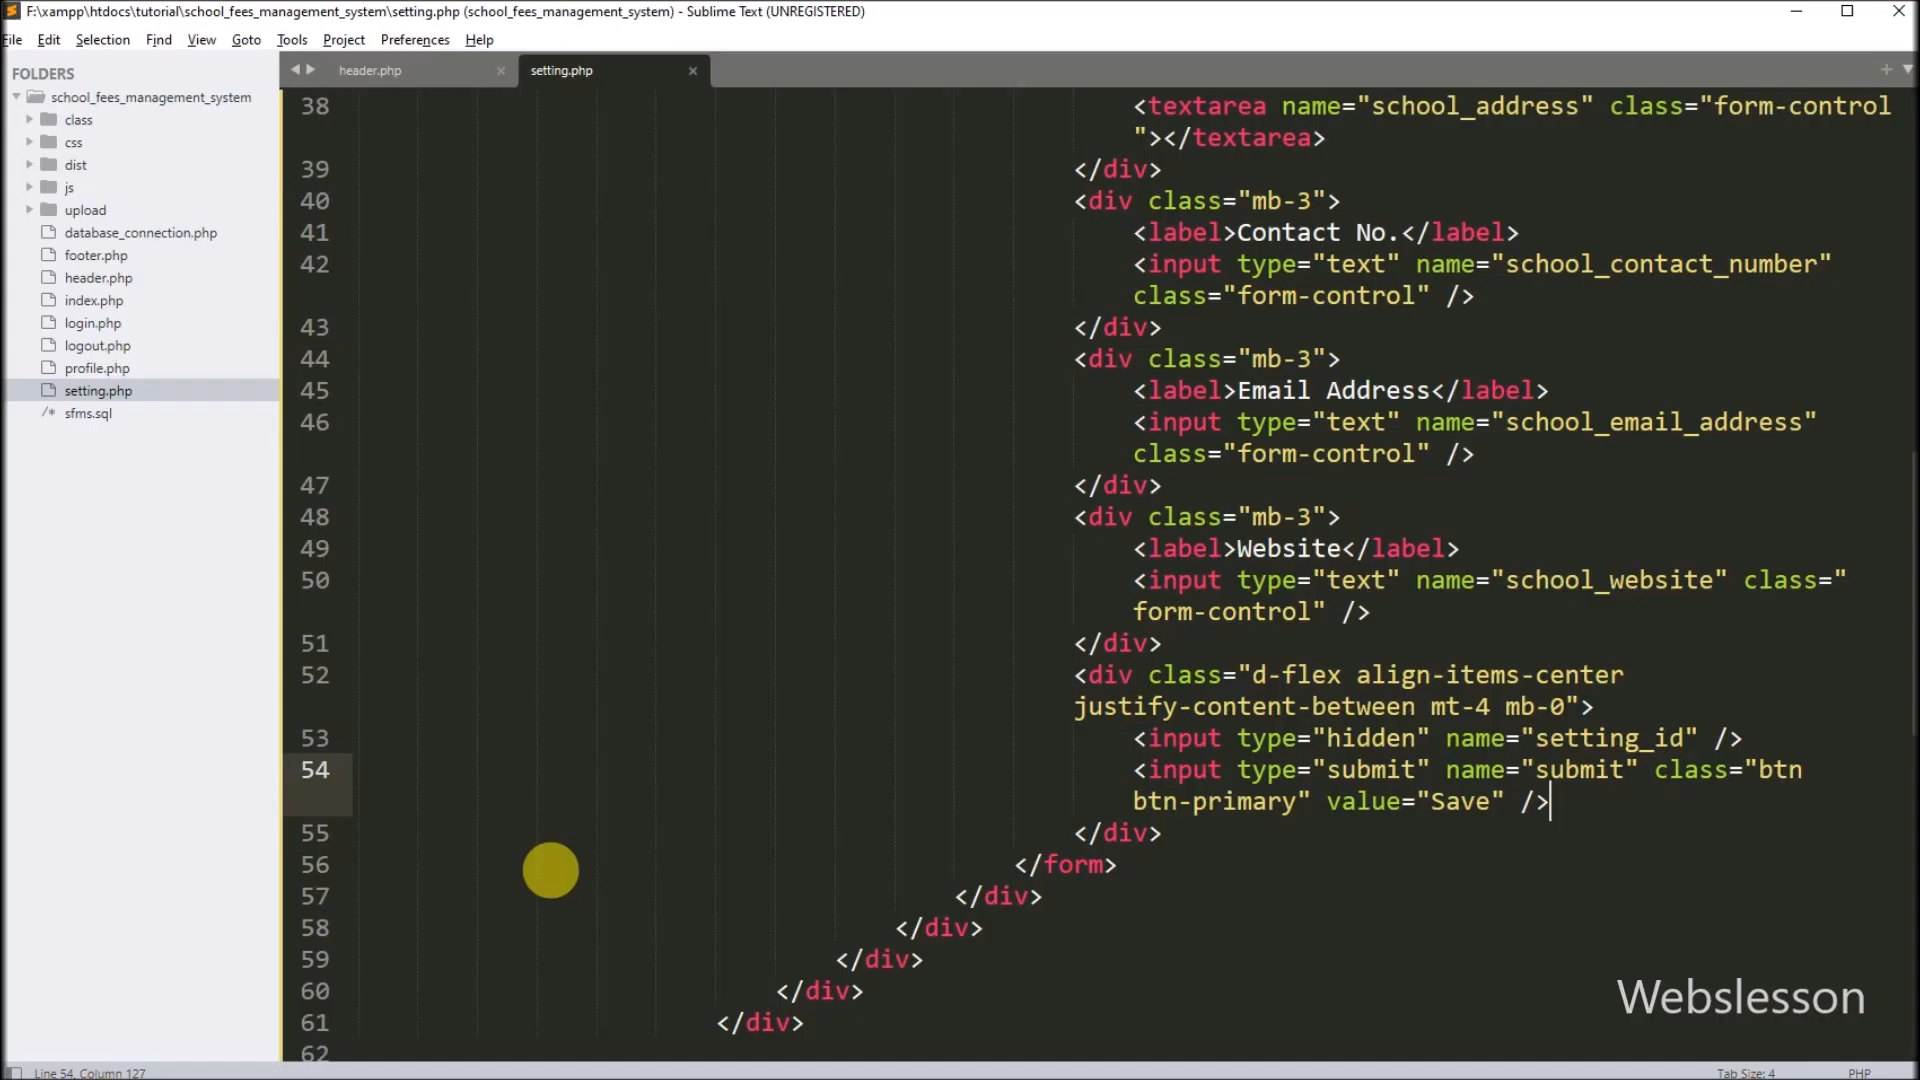 F:\xampp\htdocs\tutorial\school_fees_management_system\setting.php (school_fees_management_system) - Sublime Text (UNREGISTERED)
File Edit Selection Find View Goto Tools Project Preferences Help
FOLDERS
school_fees_management_system
class
css
dist
js
upload
database_connection.php
footer.php
header.php
index.php
login.php
logout.php
profile.php
setting.php
/* sfms.sql
header.php × setting.php ×
38 <textarea name="school_address" class="form-control
"></textarea>
39 </div>
40 <div class="mb-3">
41 <label>Contact No.</label>
42 <input type="text" name="school_contact_number"
class="form-control" />
43 </div>
44 <div class="mb-3">
45 <label>Email Address</label>
46 <input type="text" name="school_email_address"
class="form-control" />
47 </div>
48 <div class="mb-3">
49 <label>Website</label>
50 <input type="text" name="school_website" class="
form-control" />
51 </div>
52 <div class="d-flex align-items-center
justify-content-between mt-4 mb-0">
53 <input type="hidden" name="setting_id" />
54 <input type="submit" name="submit" class="btn
btn-primary" value="Save" />
55 </div>
56 </form>
57 </div>
58 </div>
59 </div>
60 </div>
61 </div>
62
Webslesson
Line 54, Column 127
Tab Size: 4 PHP